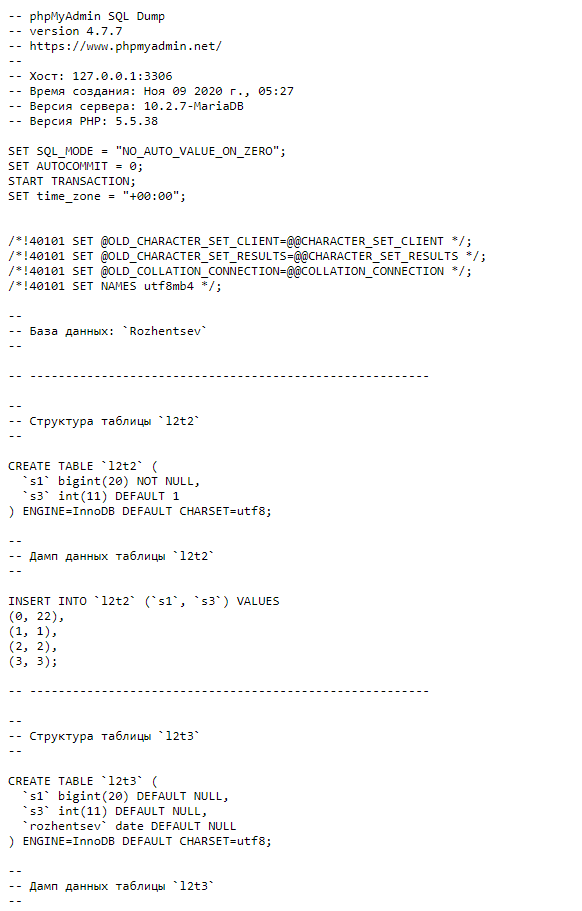 -- phpMyAdmin SQL Dump
-- version 4.7.7
-- https://www.phpmyadmin.net/
--
-- Хост: 127.0.0.1:3306
-- Время создания: Ноя 09 2020 г., 05:27
-- Версия сервера: 10.2.7-MariaDB
-- Версия PHP: 5.5.38

SET SQL_MODE = "NO_AUTO_VALUE_ON_ZERO";
SET AUTOCOMMIT = 0;
START TRANSACTION;
SET time_zone = "+00:00";


/*!40101 SET @OLD_CHARACTER_SET_CLIENT=@@CHARACTER_SET_CLIENT */;
/*!40101 SET @OLD_CHARACTER_SET_RESULTS=@@CHARACTER_SET_RESULTS */;
/*!40101 SET @OLD_COLLATION_CONNECTION=@@COLLATION_CONNECTION */;
/*!40101 SET NAMES utf8mb4 */;

--
-- База данных: `Rozhentsev`
--

-- --------------------------------------------------------

--
-- Структура таблицы `l2t2`
--

CREATE TABLE `l2t2` (
  `s1` bigint(20) NOT NULL,
  `s3` int(11) DEFAULT 1
) ENGINE=InnoDB DEFAULT CHARSET=utf8;

--
-- Дамп данных таблицы `l2t2`
--

INSERT INTO `l2t2` (`s1`, `s3`) VALUES
(0, 22),
(1, 1),
(2, 2),
(3, 3);

-- --------------------------------------------------------

--
-- Структура таблицы `l2t3`
--

CREATE TABLE `l2t3` (
  `s1` bigint(20) DEFAULT NULL,
  `s3` int(11) DEFAULT NULL,
  `rozhentsev` date DEFAULT NULL
) ENGINE=InnoDB DEFAULT CHARSET=utf8;

--
-- Дамп данных таблицы `l2t3`
--